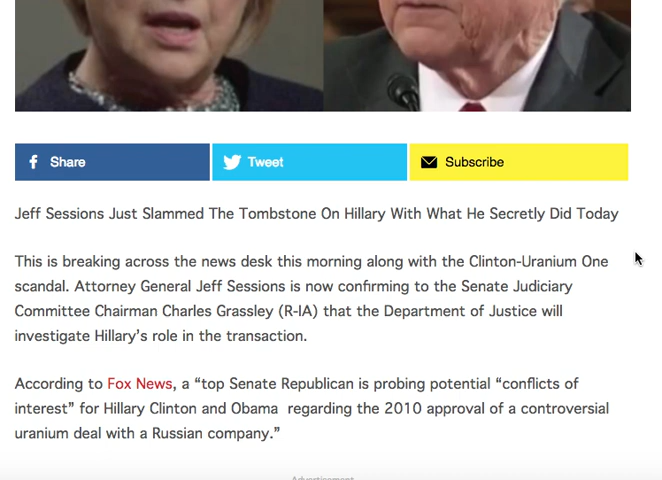 Share Tweet Subscribe
Jeff Sessions Just Slammed The Tombstone On Hillary With What He Secretly Did Today
This is breaking across the news desk this morning along with the Clinton-Uranium One
scandal. Attorney General Jeff Sessions is now confirming to the Senate Judiciary
Committee Chairman Charles Grassley (R-IA) that the Department of Justice will
investigate Hillary’s role in the transaction.
According to Fox News, a “top Senate Republican is probing potential “conflicts of
interest” for Hillary Clinton and Obama  regarding the 2010 approval of a controversial
uranium deal with a Russian company.”
Advertisement